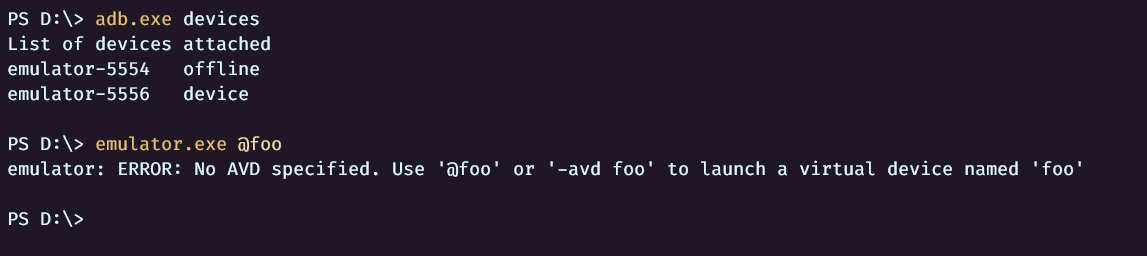 PS D:\> adb.exe devices
List of devices attached
emulator-5554   offline
emulator-5556   device
PS D:\> emulator.exe @foo
emulator: ERROR: No AVD specified. Use '@foo' or '-avd foo' to launch a virtual device named 'foo'
PS D:\>